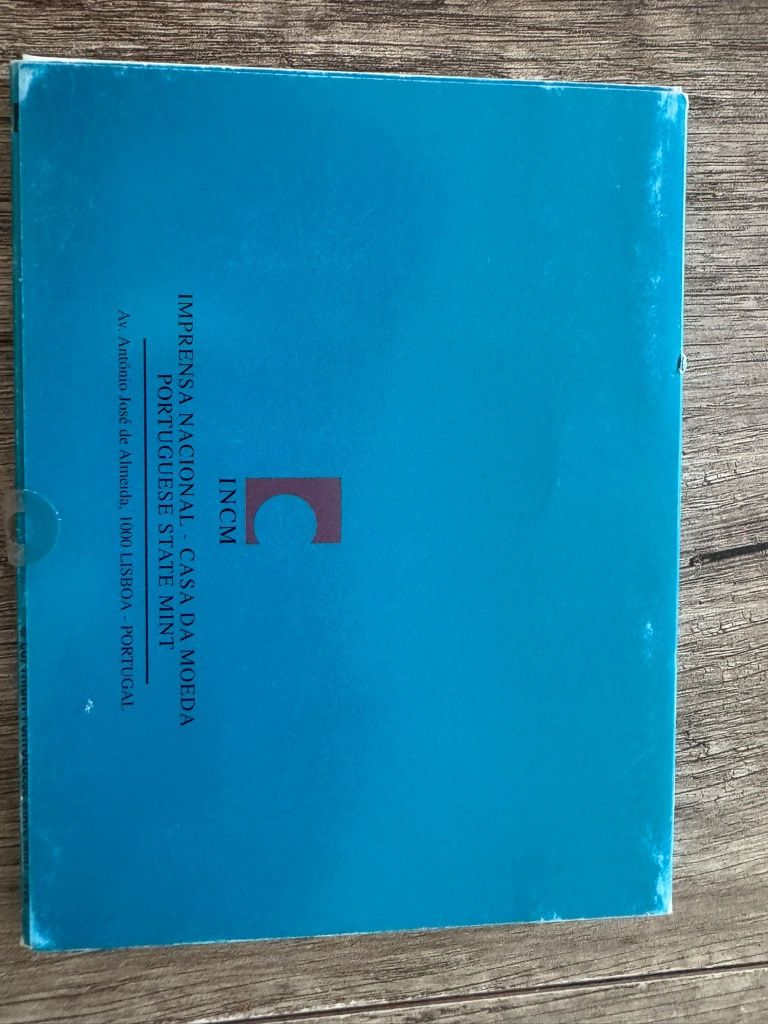 INCM
IMPRENSA NACIONAL - CASA DA MOEDA
PORTUGUESE STATE MINT
Av. António José de Almeida, 1000 LISBOA - PORTUGAL